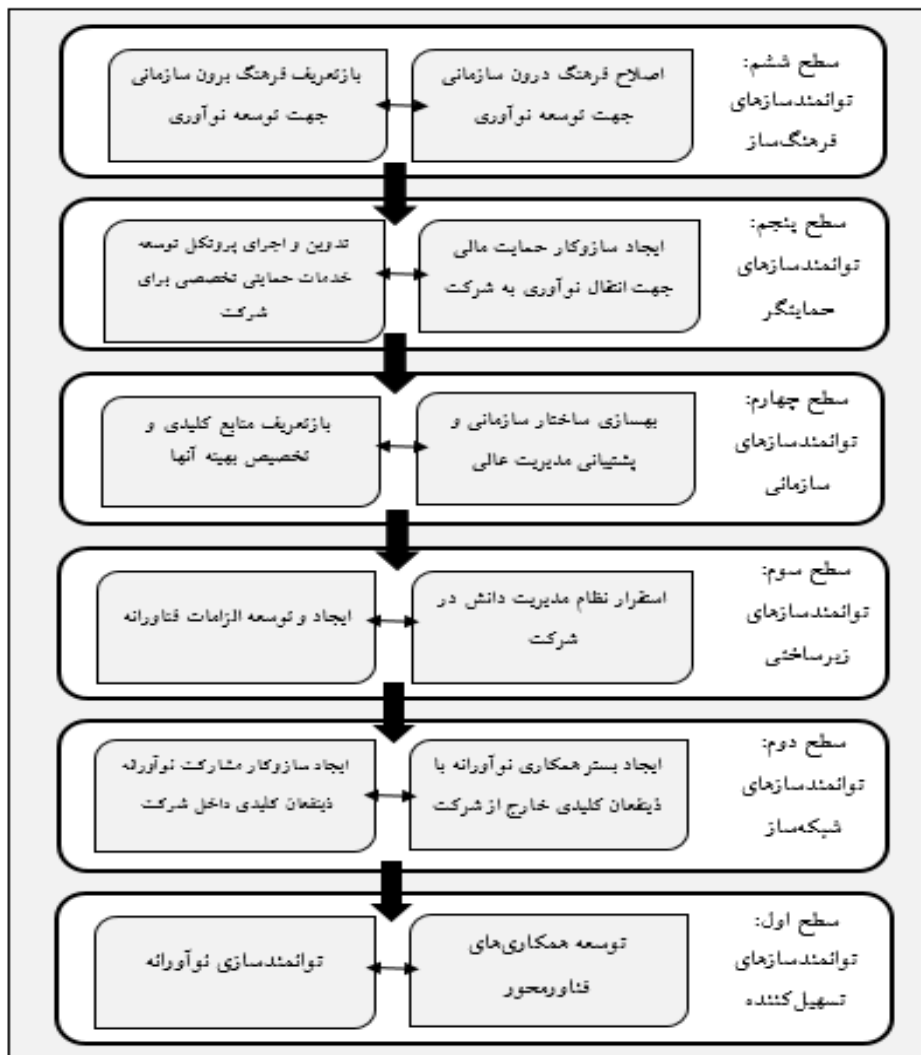 سطح ششم:
توانمندسازهای
فرهنگ‌ساز
اصلاح فرهنگ درون سازمانی
جهت توسعه نوآوری
بازتعریف فرهنگ برون سازمانی
جهت توسعه نوآوری
سطح پنجم:
توانمندسازهای
حمایتگر
ایجاد سازوکار حمایت مالی
جهت انتقال نوآوری به شرکت
تدوین و اجرای پروتکل توسعه
خدمات حمایتی تخصصی برای
شرکت
سطح چهارم:
توانمندسازهای
سازمانی
بهسازی ساختار سازمانی و
پشتیبانی مدیریت عالی
بازتعریف منابع کلیدی و
تخصیص بهینه آنها
سطح سوم:
توانمندسازهای
زیرساختی
استقرار نظام مدیریت دانش در
شرکت
ایجاد و توسعه الزامات فناورانه
سطح دوم:
توانمندسازهای
شبکه‌ساز
ایجاد بستر همکاری نوآورانه با
ذینفعان کلیدی خارج از شرکت
ایجاد سازوکار مشارکت نوآورانه
ذینفعان کلیدی داخل شرکت
سطح اول:
توانمندسازهای
تسهیل‌کننده
توسعه همکاری‌های
فناورمحور
توانمندسازی نوآورانه